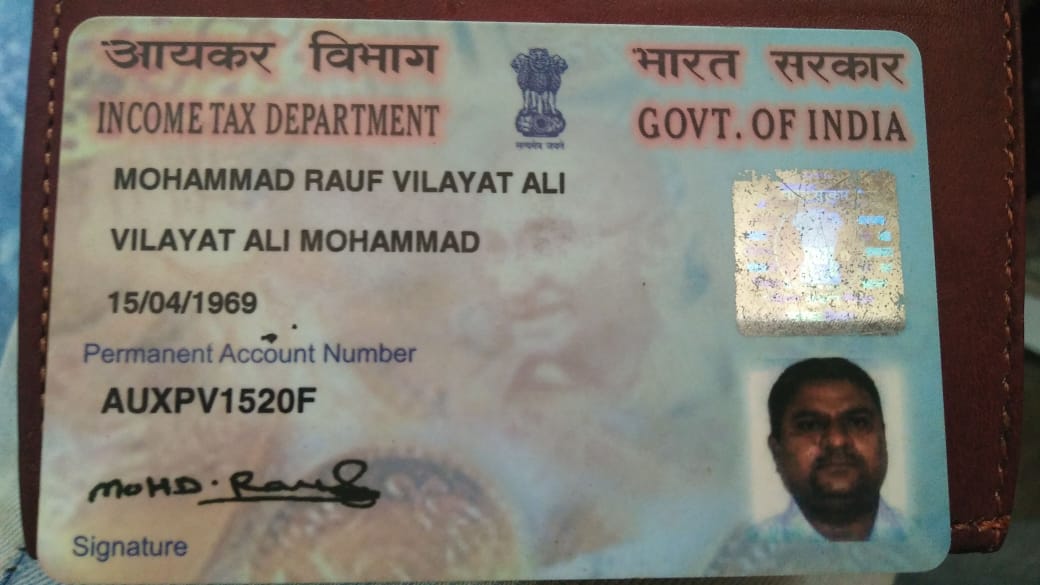 आयकर विभाग
INCOME TAX DEPARTMENT
सत्यमेव जयते
भारत सरकार
GOVT. OF INDIA
MOHAMMAD RAUF VILAYAT ALI
VILAYAT ALI MOHAMMAD
15/04/1969
Permanent Account Number
AUXPV1520F
MOHD. Rauf
Signature